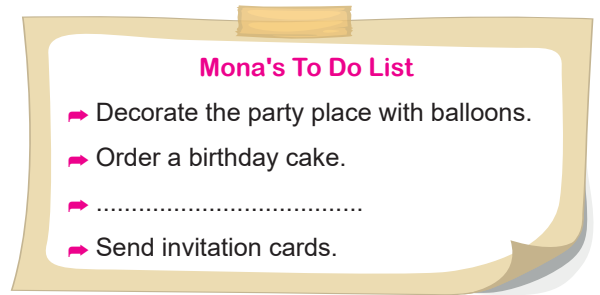 Mona's To Do List
➡ Decorate the party place with balloons.
➡ Order a birthday cake.
➡ ......................................
➡ Send invitation cards.